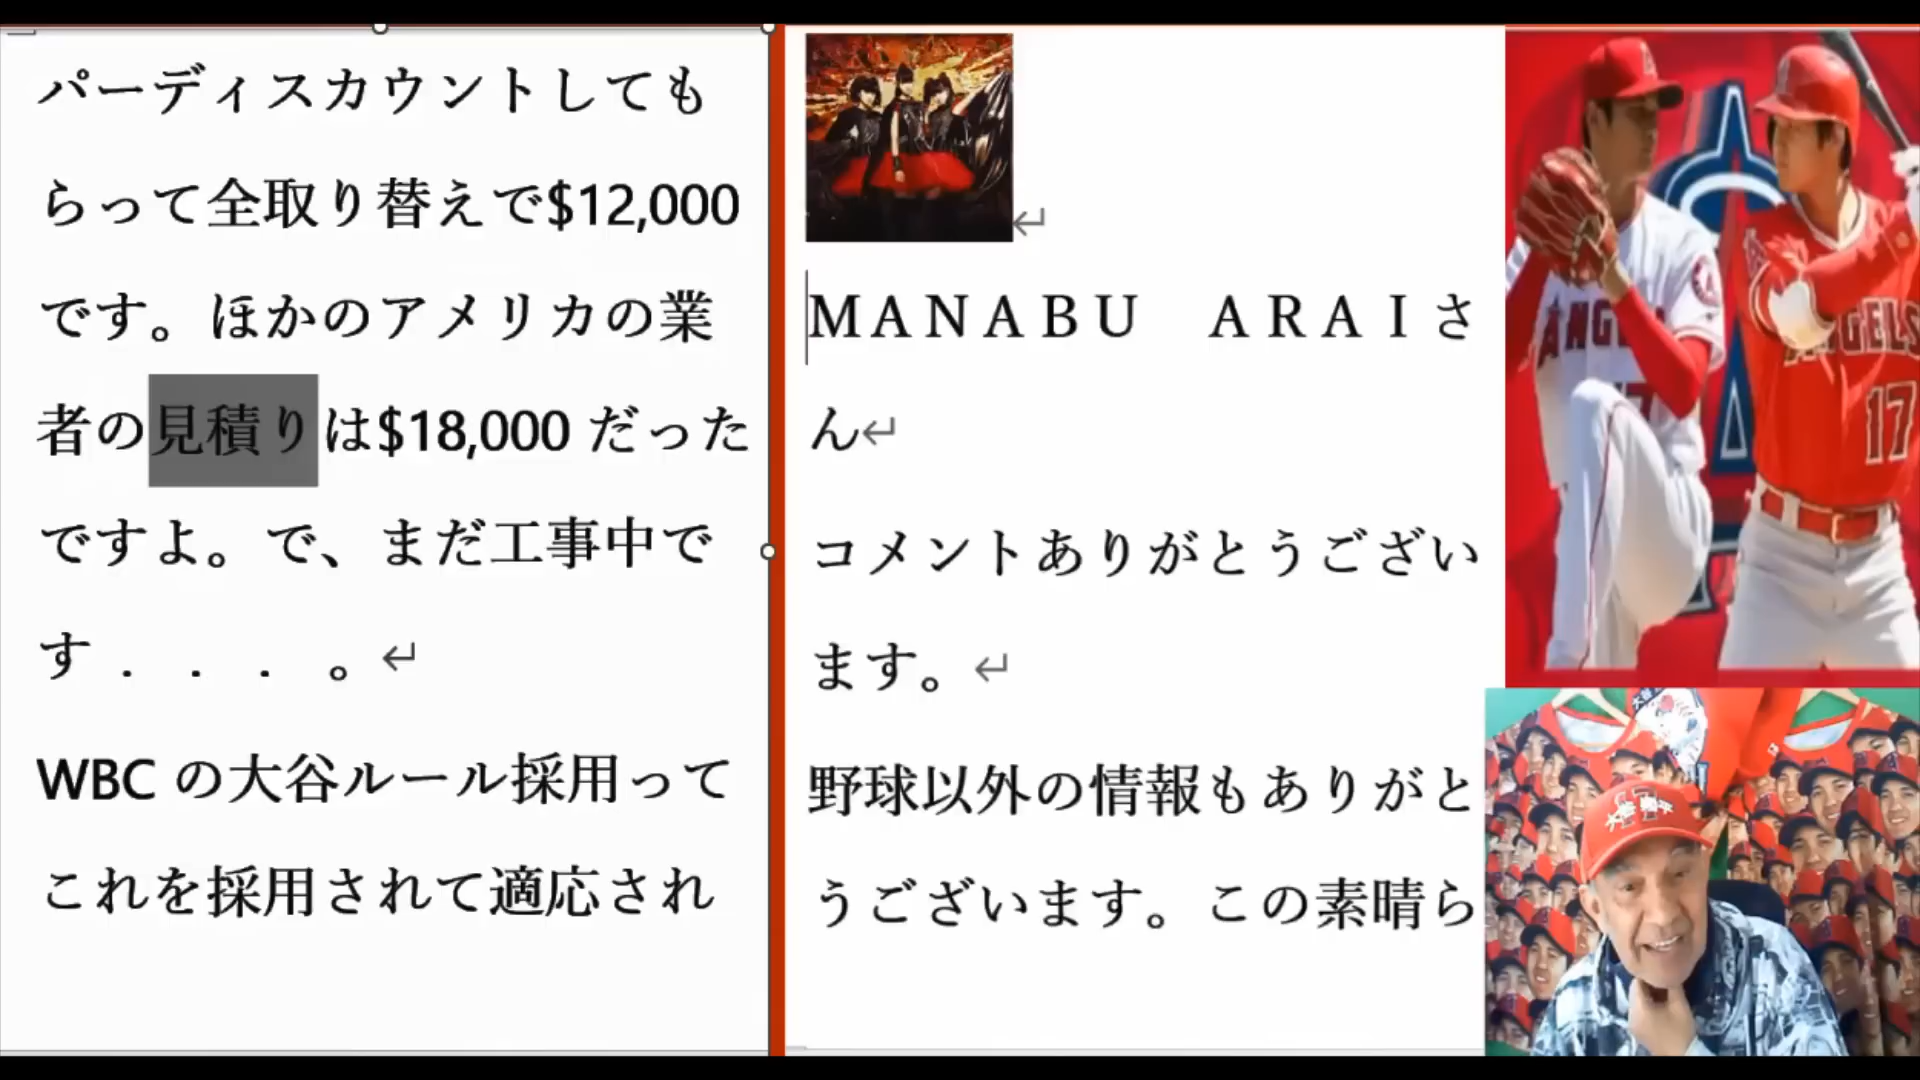 パーディスカウントしても
らって全取り替えで$12,000
です。ほかのアメリカの業
者の見積りは$18,000 だった
ですよ。で、まだ工事中で
す．．．。
WBC の大谷ルール採用って
これを採用されて適応され
ＭＡＮＡＢＵ　ＡＲＡＩさ
ん
コメントありがとうござい
ます。
野球以外の情報もありがと
うございます。この素晴ら
ANGELS
17